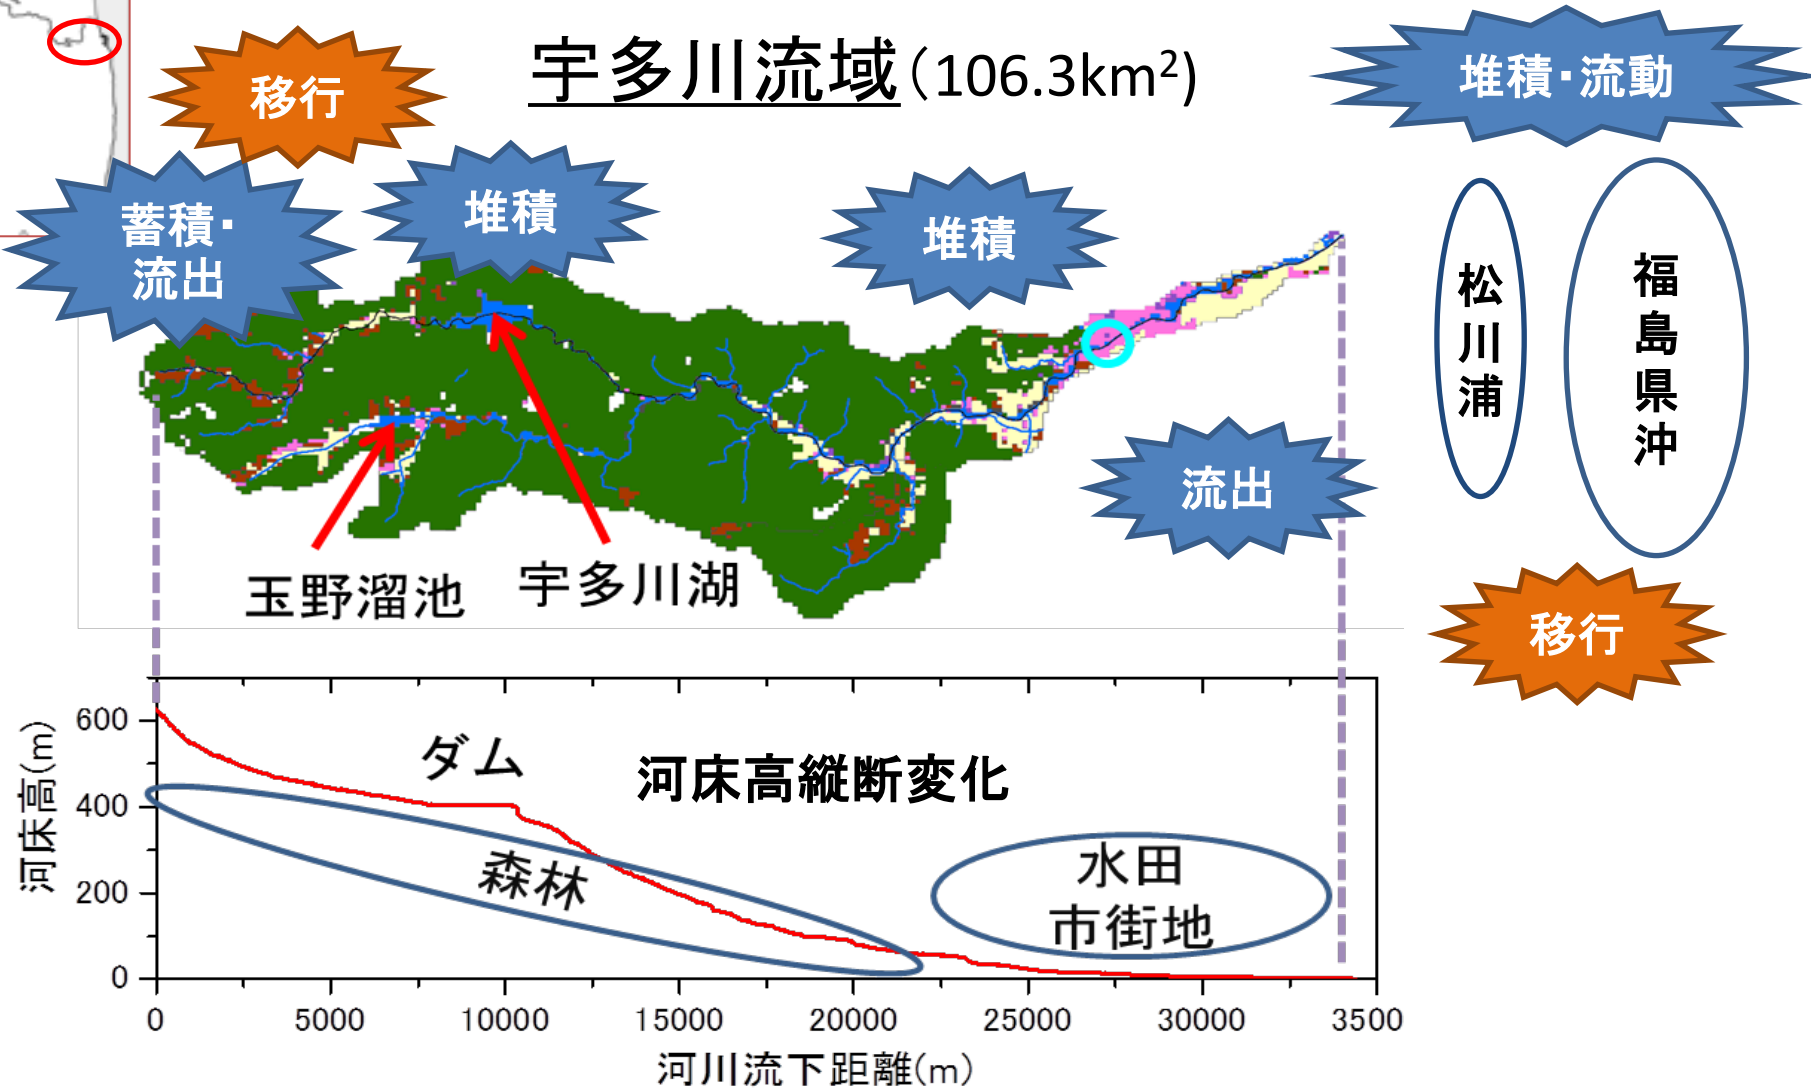 宇多川流域（106.3km²)
移行
堆積・流動
蓄積・
流出
堆積
堆積
松川浦
福島県沖
流出
移行
玉野溜池
宇多川湖
河床高(m)
600
400
200
0
ダム
河床高縦断変化
森林
水田
市街地
0
5000
10000
15000
20000
25000
30000
3500
河川流下距離(m)